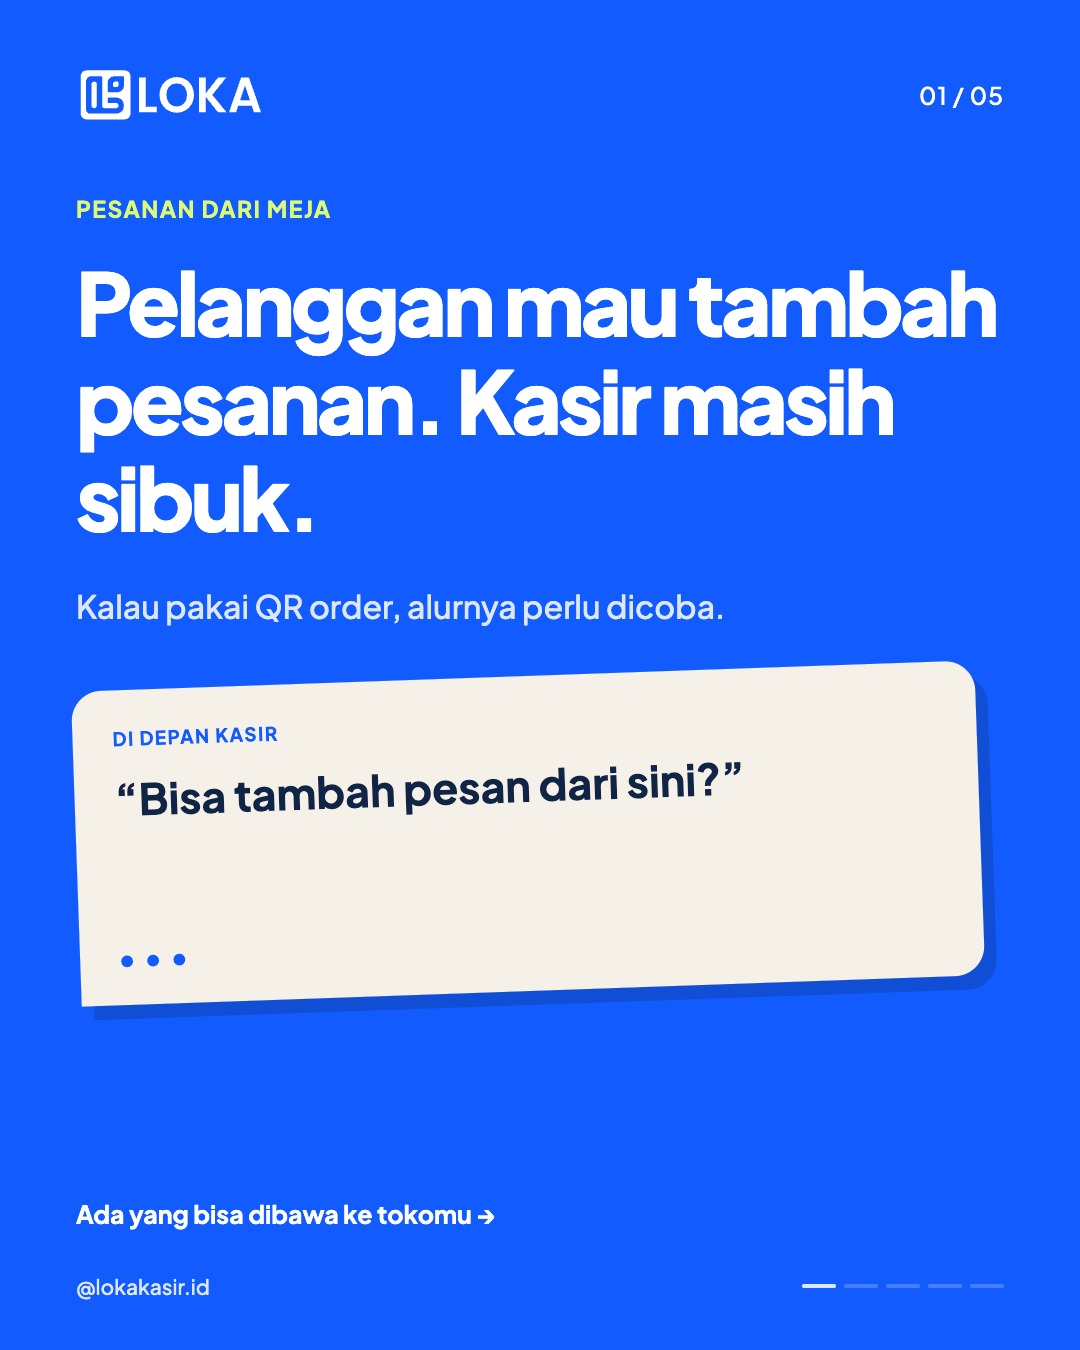 LOKA
01 / 05
PESANAN DARI MEJA
Pelanggan mau tambah
pesanan. Kasir masih
sibuk.
Kalau pakai QR order, alurnya perlu dicoba.
DI DEPAN KASIR
“Bisa tambah pesan dari sini?”
Ada yang bisa dibawa ke tokomu →
@lokakasir.id